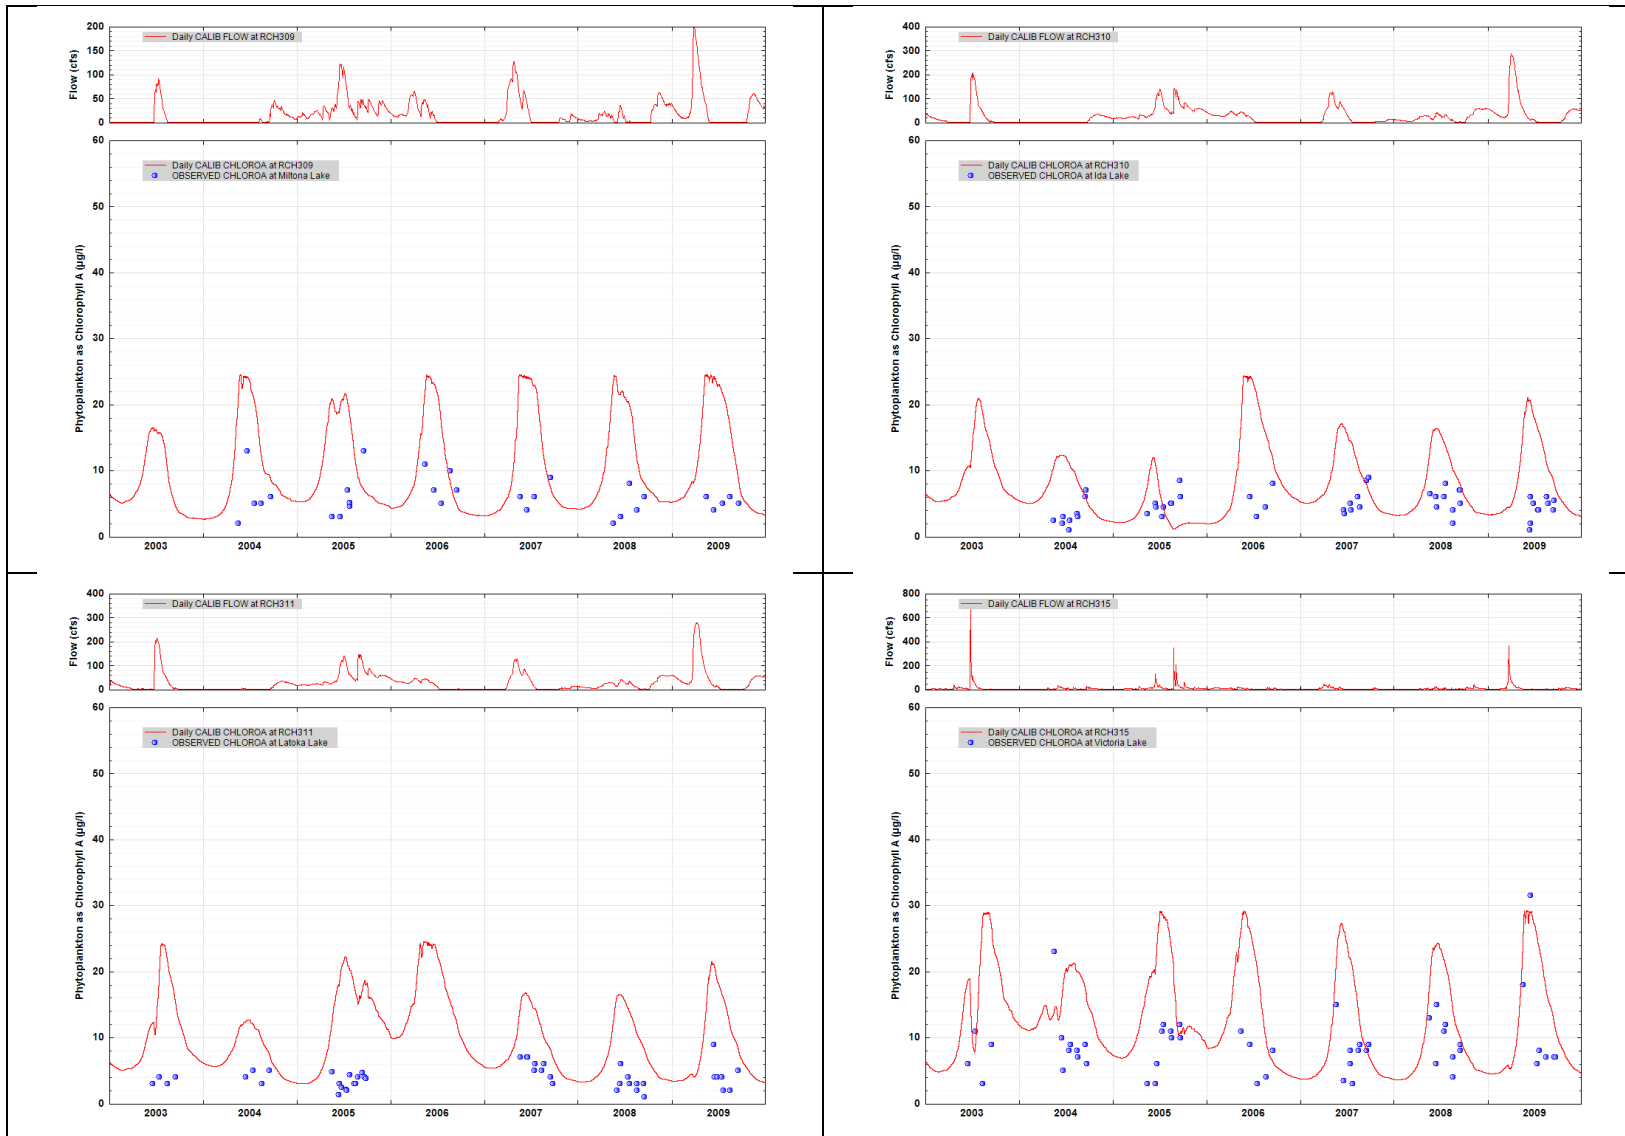 200
150
100
50
0
Flow (cfs)
Daily CALIB FLOW at RCH309
60
50
40
30
20
10
0
Phytoplankton as Chlorophyll A (µg/l)
Daily CALIB CHLOROA at RCH309
OBSERVED CHLOROA at Miltona Lake
2003 2004 2005 2006 2007 2008 2009
400
300
200
100
0
Flow (cfs)
Daily CALIB FLOW at RCH310
60
50
40
30
20
10
0
Phytoplankton as Chlorophyll A (µg/l)
Daily CALIB CHLOROA at RCH310
OBSERVED CHLOROA at Ida Lake
2003 2004 2005 2006 2007 2008 2009
400
300
200
100
0
Flow (cfs)
Daily CALIB FLOW at RCH311
60
50
40
30
20
10
0
Phytoplankton as Chlorophyll A (µg/l)
Daily CALIB CHLOROA at RCH311
OBSERVED CHLOROA at Latoka Lake
2003 2004 2005 2006 2007 2008 2009
800
600
400
200
0
Flow (cfs)
Daily CALIB FLOW at RCH315
60
50
40
30
20
10
0
Phytoplankton as Chlorophyll A (µg/l)
Daily CALIB CHLOROA at RCH315
OBSERVED CHLOROA at Victoria Lake
2003 2004 2005 2006 2007 2008 2009